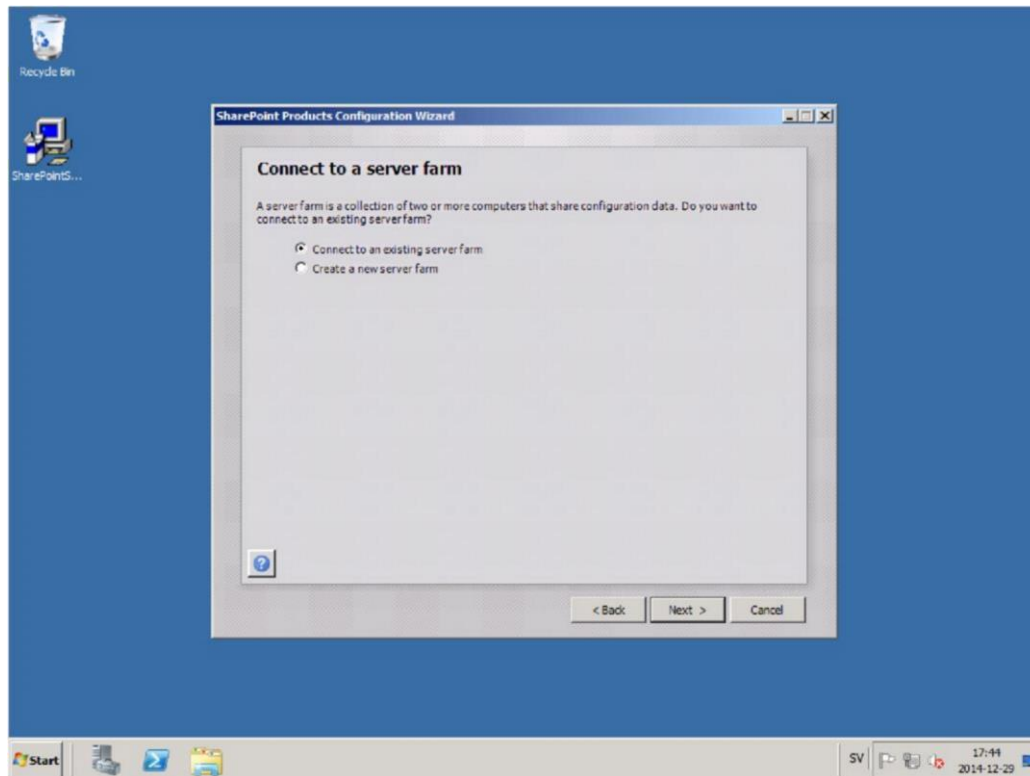 Recycle Bin
SharePointS...
SharePoint Products Configuration Wizard
Connect to a server farm
A server farm is a collection of two or more computers that share configuration data. Do you want to
connect to an existing server farm?
Connect to an existing server farm
Create a new server farm
< Back
Next >
Cancel
Start
SV
17:44
2014-12-29